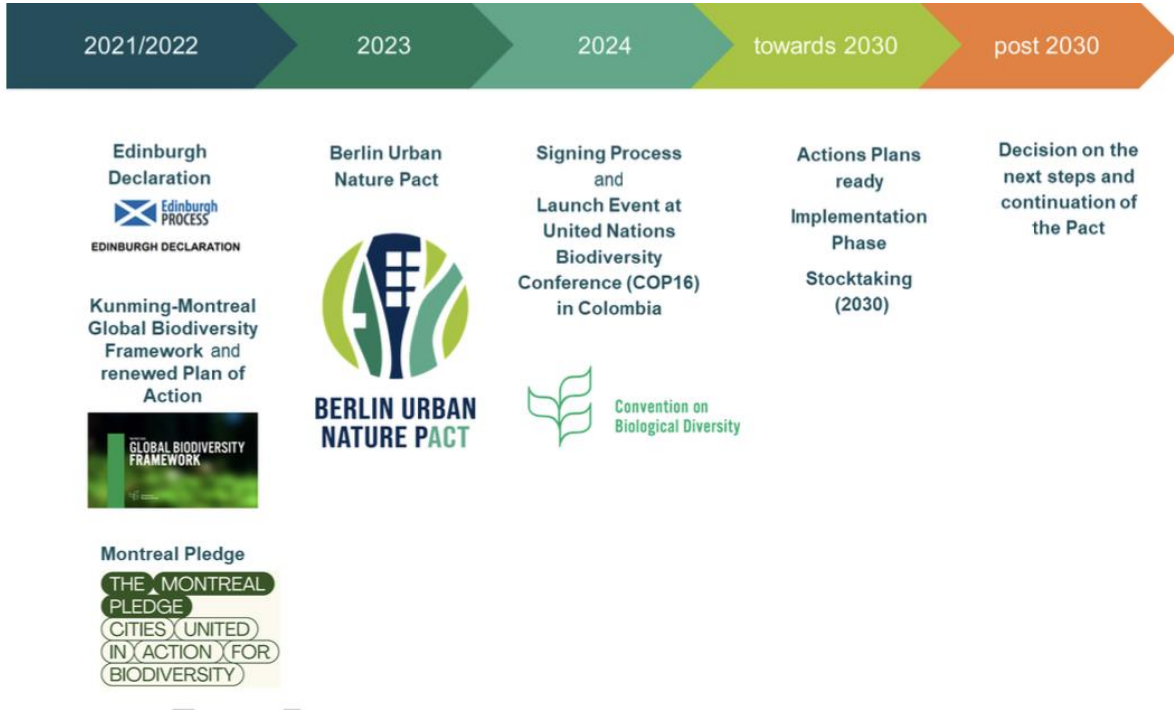 2021/2022
2023
2024
towards 2030
post 2030
Edinburgh
Declaration
Edinburgh
PROCESS
EDINBURGH DECLARATION
Kunming-Montreal
Global Biodiversity
Framework and
renewed Plan of
Action
GLOBAL BIODIVERSITY
FRAMEWORK
Montreal Pledge
THE MONTREAL
PLEDGE
CITIES UNITED
IN ACTION FOR
BIODIVERSITY
Berlin Urban
Nature Pact
BERLIN URBAN
NATURE PACT
Signing Process
and
Launch Event at
United Nations
Biodiversity
Conference (COP16)
in Colombia
Convention on
Biological Diversity
Actions Plans
ready
Implementation
Phase
Stocktaking
(2030)
Decision on the
next steps and
continuation of
the Pact